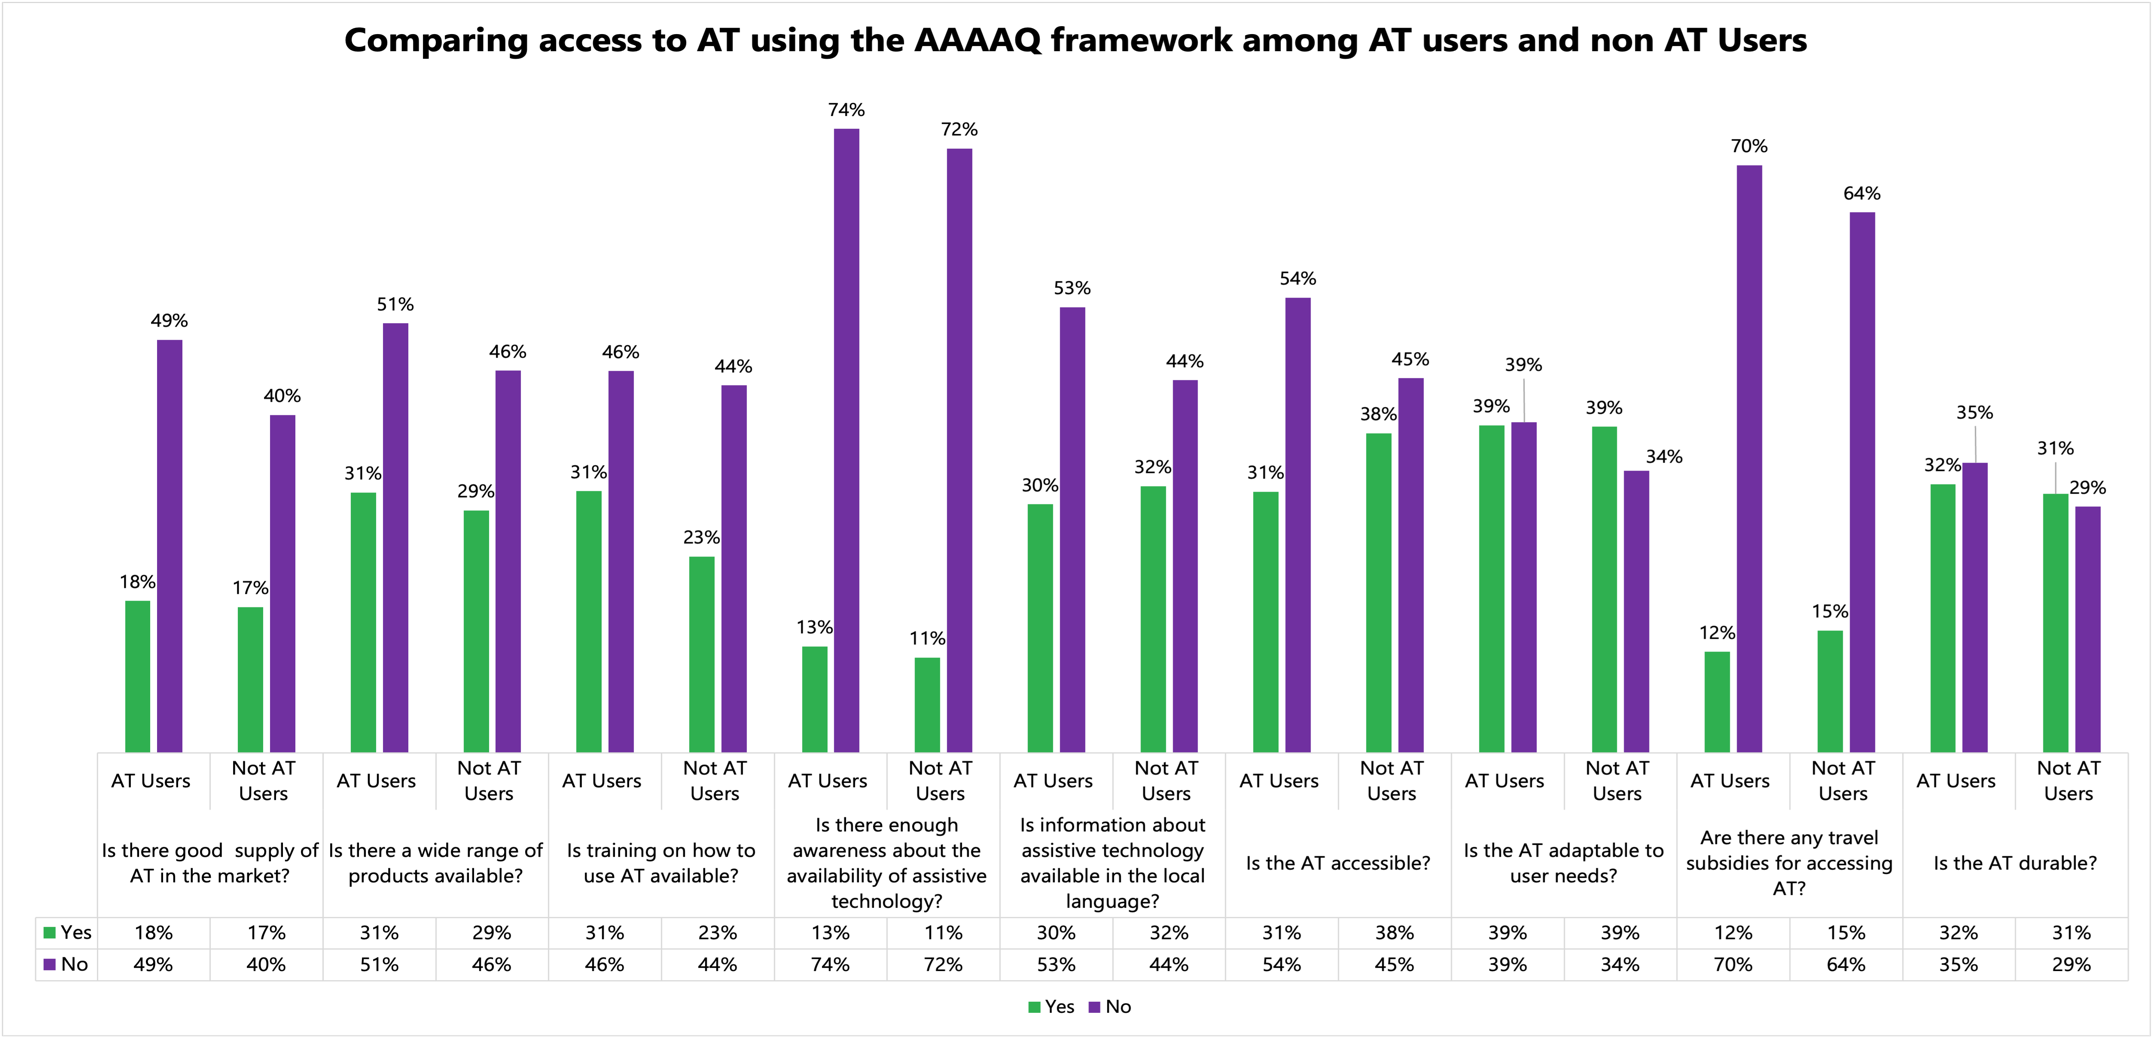 Comparing access to AT using the AAAAQ framework among AT users and non AT Users
74%
72%
70%
64%
54%
53%
51%
49%
46%
46%
44%
44%
45%
40%
39%
38%
39%
39%
34%
35%
32%
31%
29%
31%
29%
31%
23%
30%
32%
31%
18%
17%
13%
11%
12%
15%
AT Users
Not AT
Users
AT Users
Not AT
Users
AT Users
Not AT
Users
AT Users
Not AT
Users
AT Users
Not AT
Users
AT Users
Not AT
Users
AT Users
Not AT
Users
AT Users
Not AT
Users
AT Users
Not AT
Users
Is there good supply of
AT in the market?
Is there a wide range of
products available?
Is training on how to
use AT available?
Is there enough
awareness about the
availability of assistive
technology?
Is information about
assistive technology
available in the local
language?
Is the AT accessible?
Is the AT adaptable to
user needs?
Are there any travel
subsidies for accessing
AT?
Is the AT durable?
Yes 18% 17% 31% 29% 31% 23% 13% 11% 30% 32% 31% 38% 39% 39% 12% 15% 32% 31%
No 49% 40% 51% 46% 46% 44% 74% 72% 53% 44% 54% 45% 39% 34% 70% 64% 35% 29%
Yes No